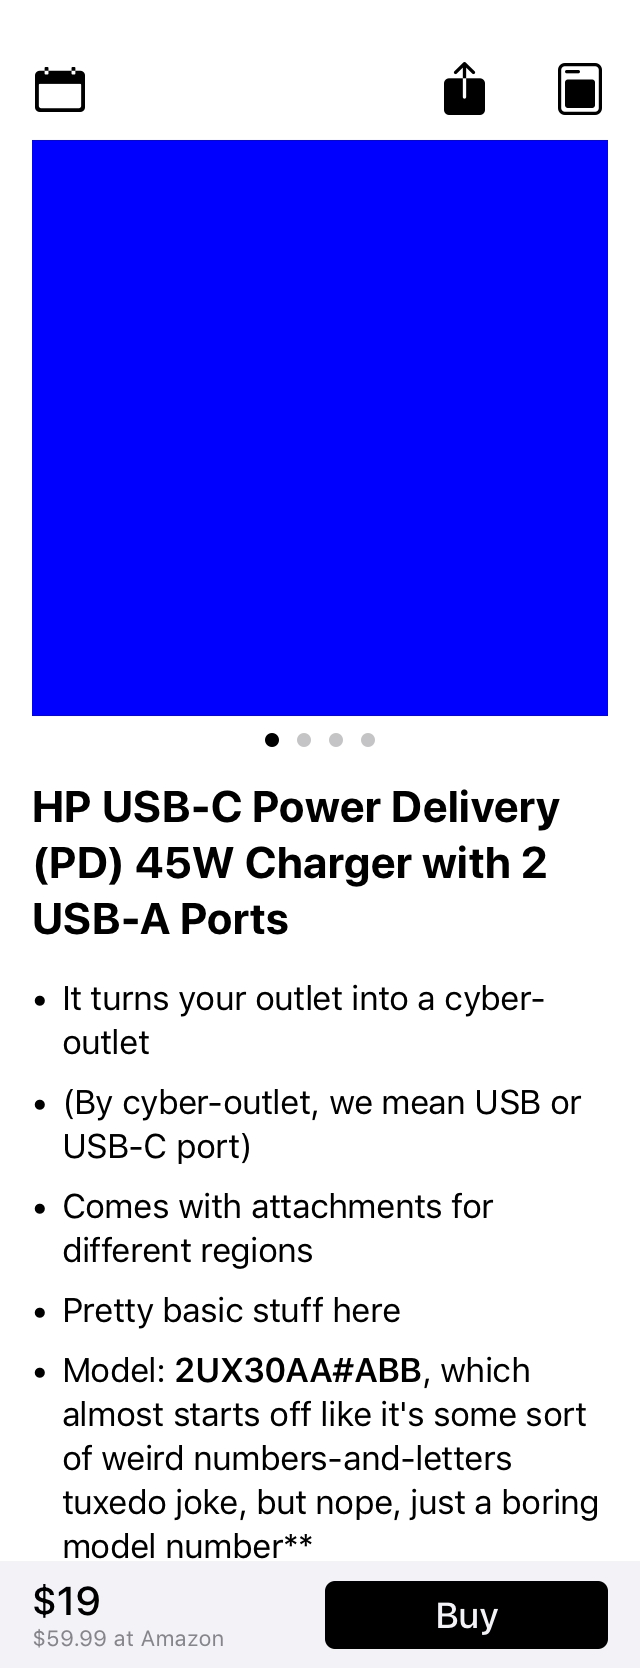 HP USB-C Power Delivery
(PD) 45W Charger with 2
USB-A Ports
• It turns your outlet into a cyber-
outlet
• (By cyber-outlet, we mean USB or
USB-C port)
• Comes with attachments for
different regions
• Pretty basic stuff here
• Model: 2UX30AA#ABB, which
almost starts off like it's some sort
of weird numbers-and-letters
tuxedo joke, but nope, just a boring
model number**
$19
$59.99 at Amazon
Buy